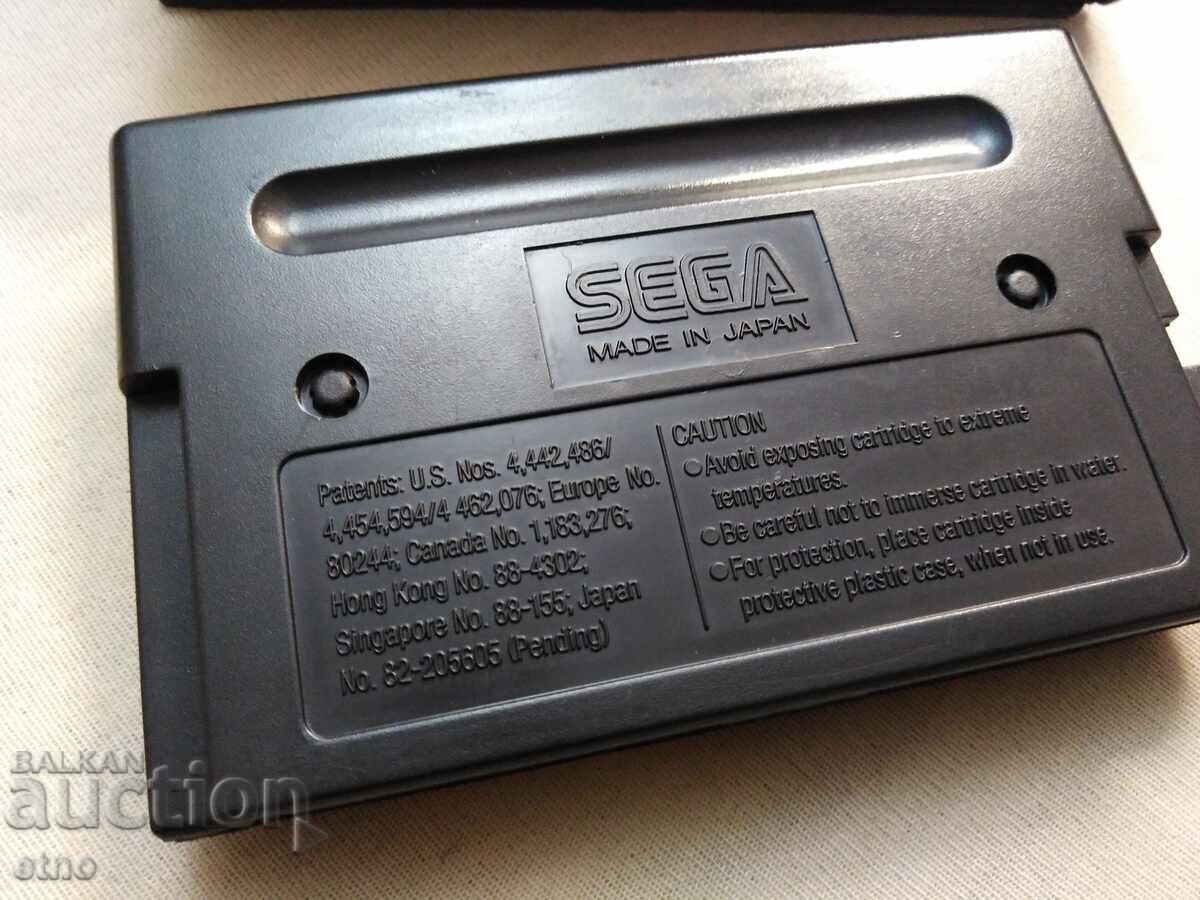 SEGA
MADE IN JAPAN
Patents: U.S. Nos. 4,442,486/
4,454,594/4 462,076; Europe No.
80244; Canada No. 1,183,276;
Hong Kong No. 88-4302;
Singapore No. 88-155; Japan
No. 82-205605 (Pending)
CAUTION
○Avoid exposing cartridge to extreme
temperatures.
○Be careful not to immerse cartridge in water.
○For protection, place cartridge inside
protective plastic case, when not in use.
BALKAN
auction
etno